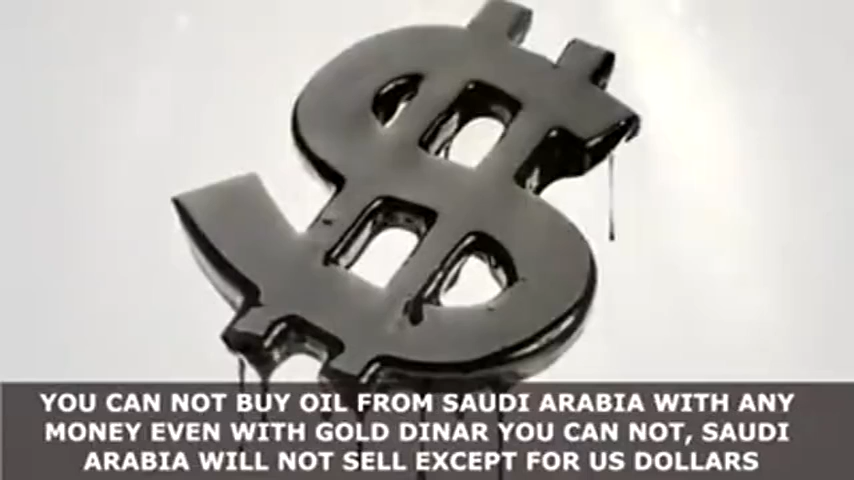 YOU CAN NOT BUY OIL FROM SAUDI ARABIA WITH ANY
MONEY EVEN WITH GOLD DINAR YOU CAN NOT, SAUDI
ARABIA WILL NOT SELL EXCEPT FOR US DOLLARS